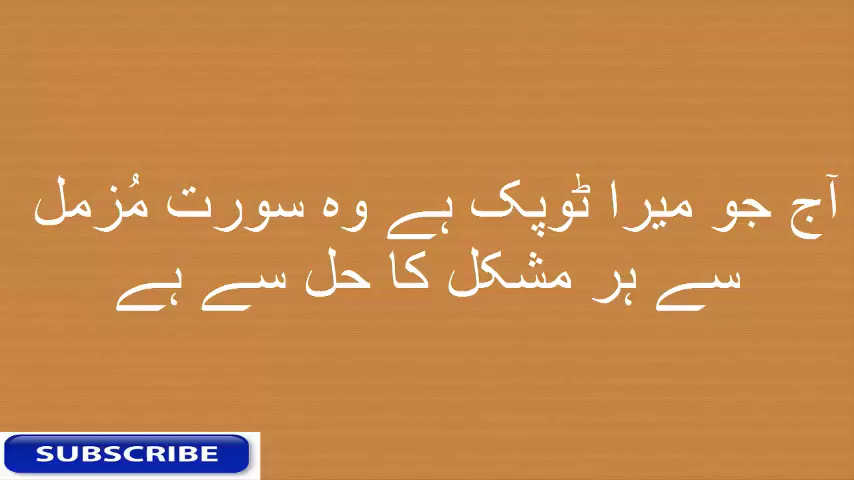 آج جو میرا ٹوپک ہے وہ سورت مُزمل
سے ہر مشکل کا حل سے ہے
SUBSCRIBE